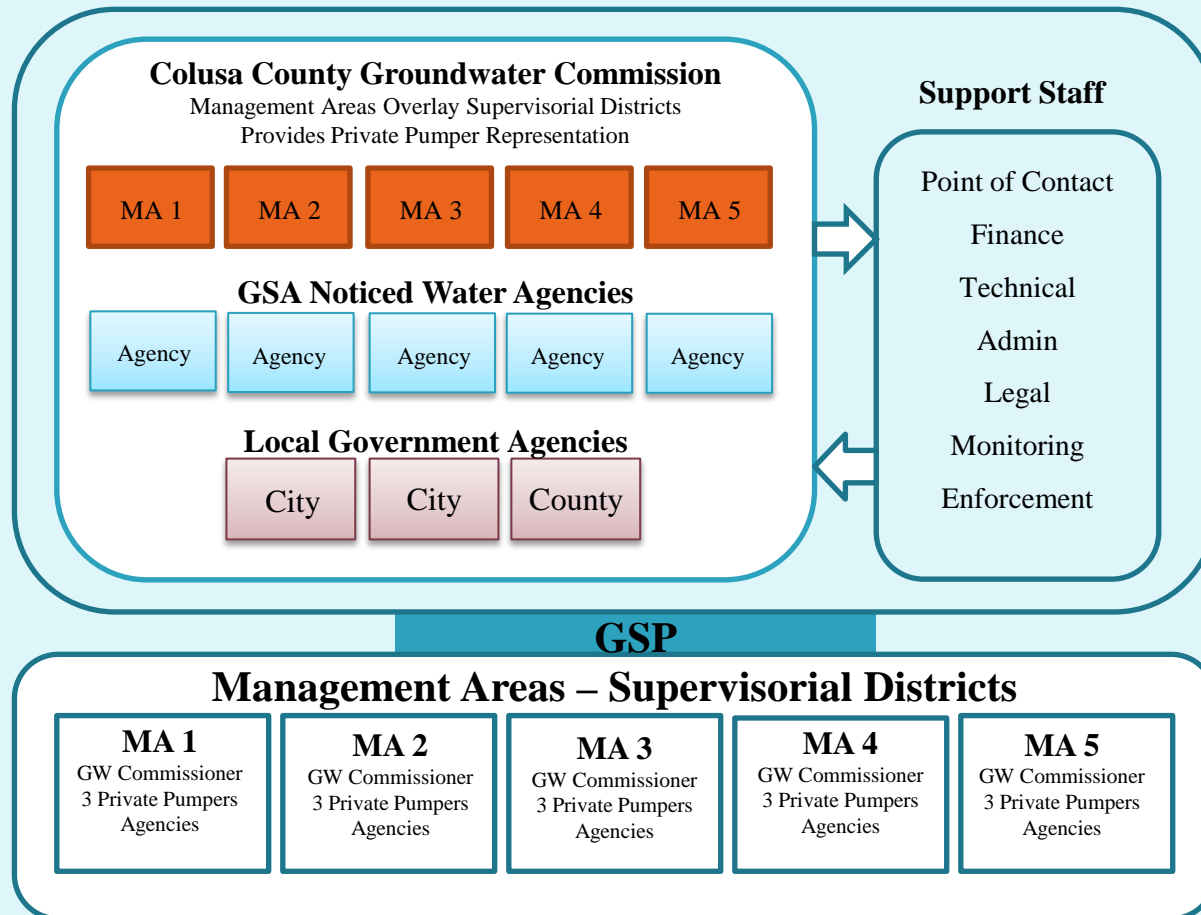 Colusa County Groundwater Commission
Management Areas Overlay Supervisorial Districts
Provides Private Pumper Representation
MA 1
MA 2
MA 3
MA 4
MA 5
GSA Noticed Water Agencies
Agency
Agency
Agency
Agency
Agency
Local Government Agencies
City
City
County
Support Staff
Point of Contact
Finance
Technical
Admin
Legal
Monitoring
Enforcement
GSP
Management Areas – Supervisorial Districts
MA 1
GW Commissioner
3 Private Pumpers
Agencies
MA 2
GW Commissioner
3 Private Pumpers
Agencies
MA 3
GW Commissioner
3 Private Pumpers
Agencies
MA 4
GW Commissioner
3 Private Pumpers
Agencies
MA 5
GW Commissioner
3 Private Pumpers
Agencies